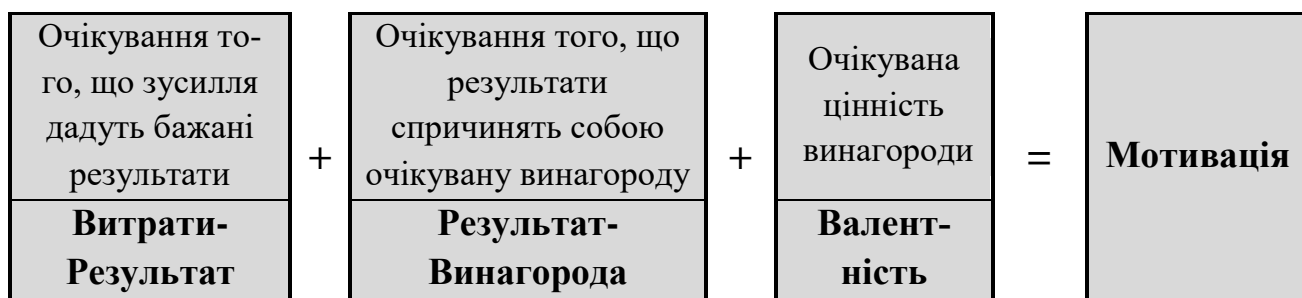 Очікування то-
го, що зусилля
дадуть бажані
результати
Витрати-
Результат
+
Очікування того, що
результати
спричинять собою
очікувану винагороду
Результат-
Винагорода
+
Очікувана
цінність
винагороди
Валент-
ність
=
Мотивація